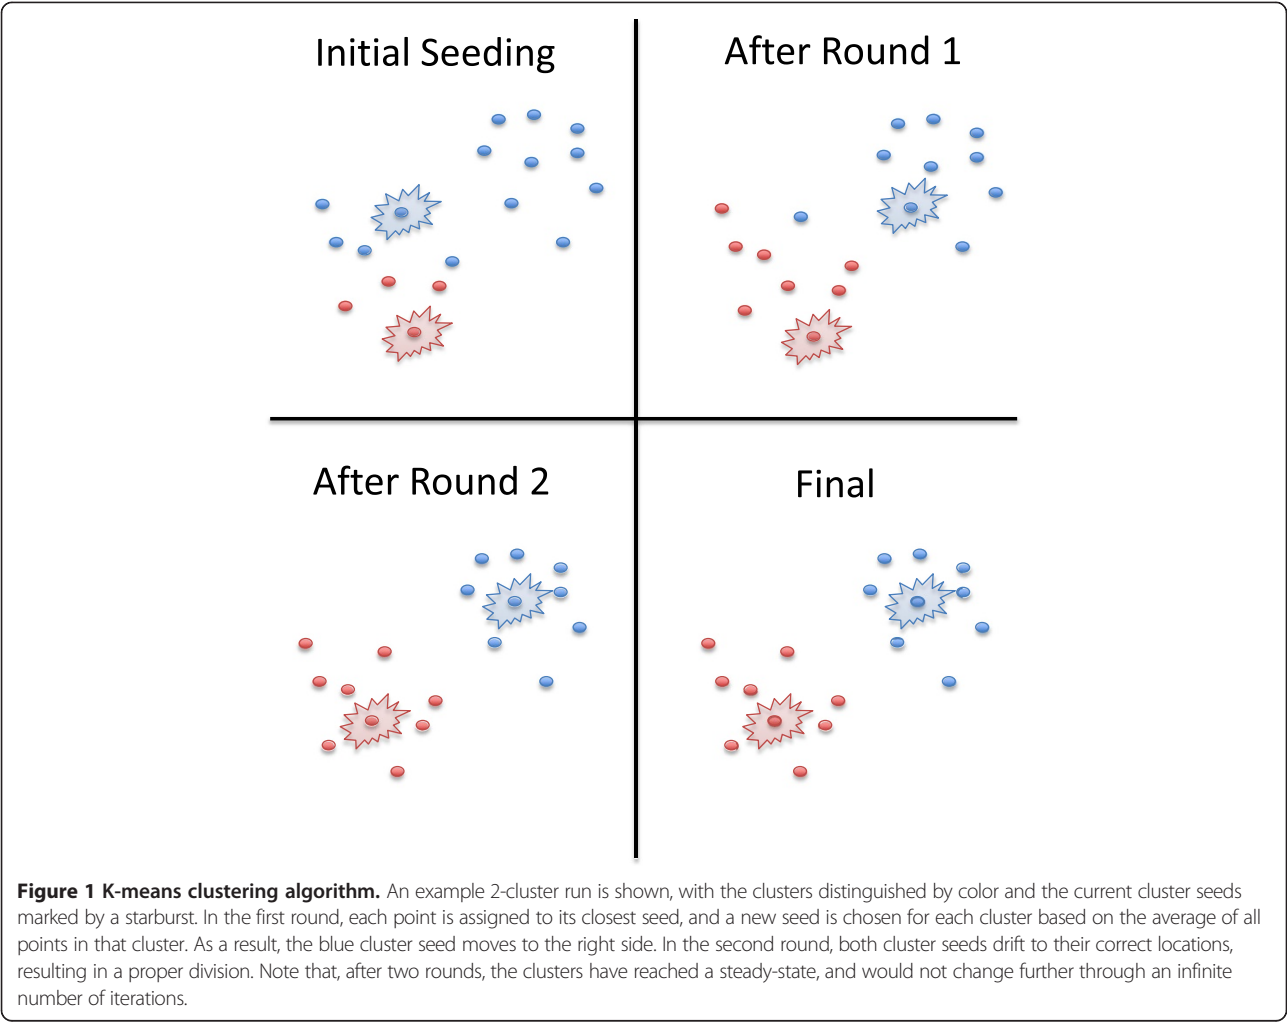 Initial Seeding
After Round 1
After Round 2
Final
Figure 1 K-means clustering algorithm. An example 2-cluster run is shown, with the clusters distinguished by color and the current cluster seeds
marked by a starburst. In the first round, each point is assigned to its closest seed, and a new seed is chosen for each cluster based on the average of all
points in that cluster. As a result, the blue cluster seed moves to the right side. In the second round, both cluster seeds drift to their correct locations,
resulting in a proper division. Note that, after two rounds, the clusters have reached a steady-state, and would not change further through an infinite
number of iterations.